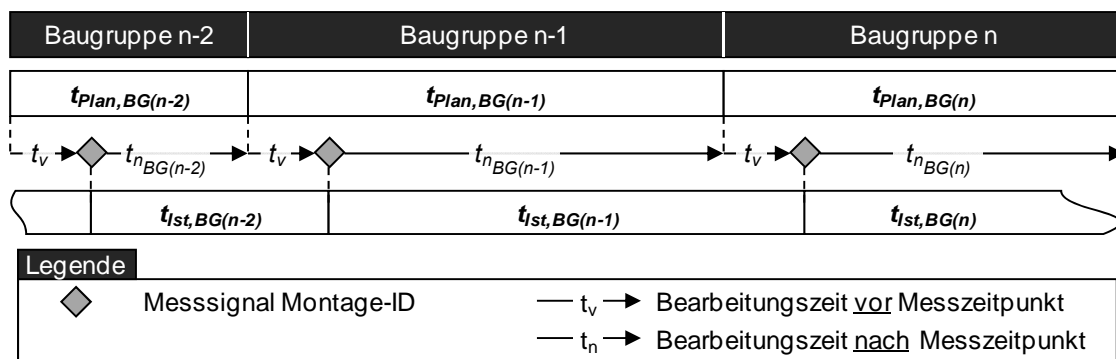 Baugruppe n-2 Baugruppe n-1 Baugruppe n
tPlan,BG(n-2) tPlan,BG(n-1) tPlan,BG(n)
tv tnBG(n-2) tv tnBG(n-1) tv tnBG(n)
tIst,BG(n-2) tIst,BG(n-1) tIst,BG(n)
Legende
Messsignal Montage-ID tv Bearbeitungszeit vor Messzeitpunkt
tn Bearbeitungszeit nach Messzeitpunkt